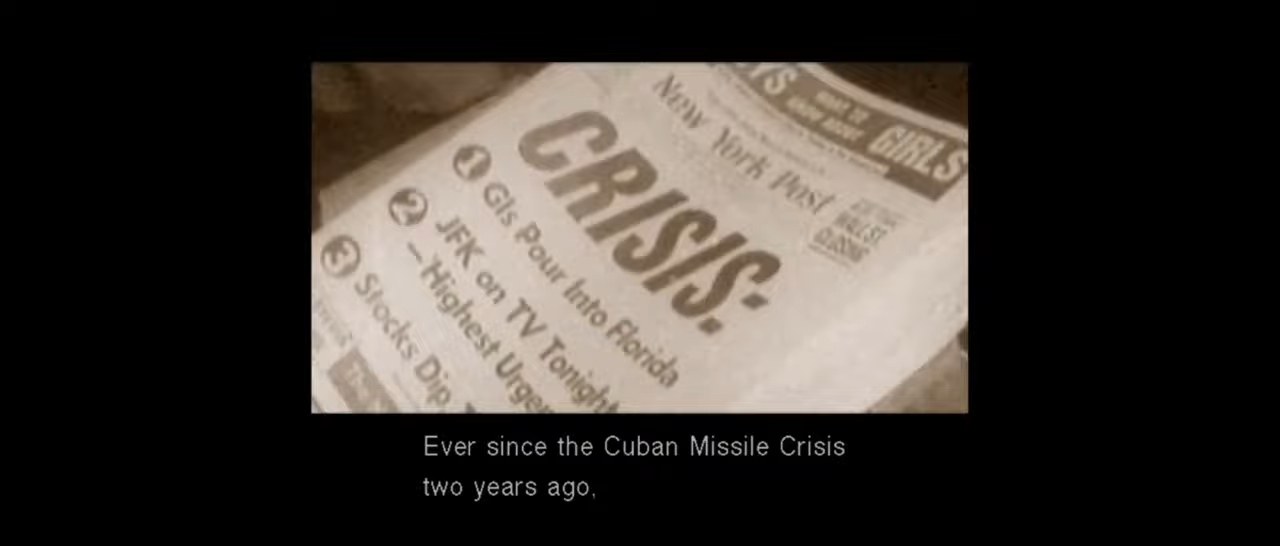 GIRLS
New York Post
CRISIS:
1 GIs Pour Into Florida
2 JFK on TV Tonight
—'Highest
3 Stocks Dip,
Ever since the Cuban Missile Crisis
two years ago,